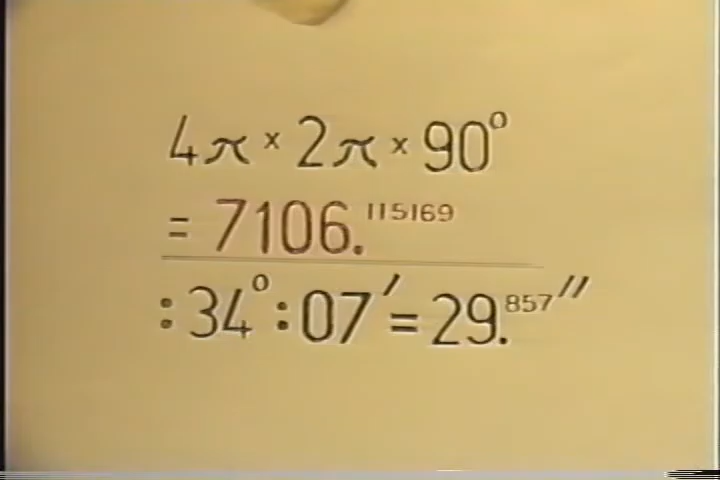 4π × 2π × 90°
= 7106.115169
:34°:07′= 29.857″